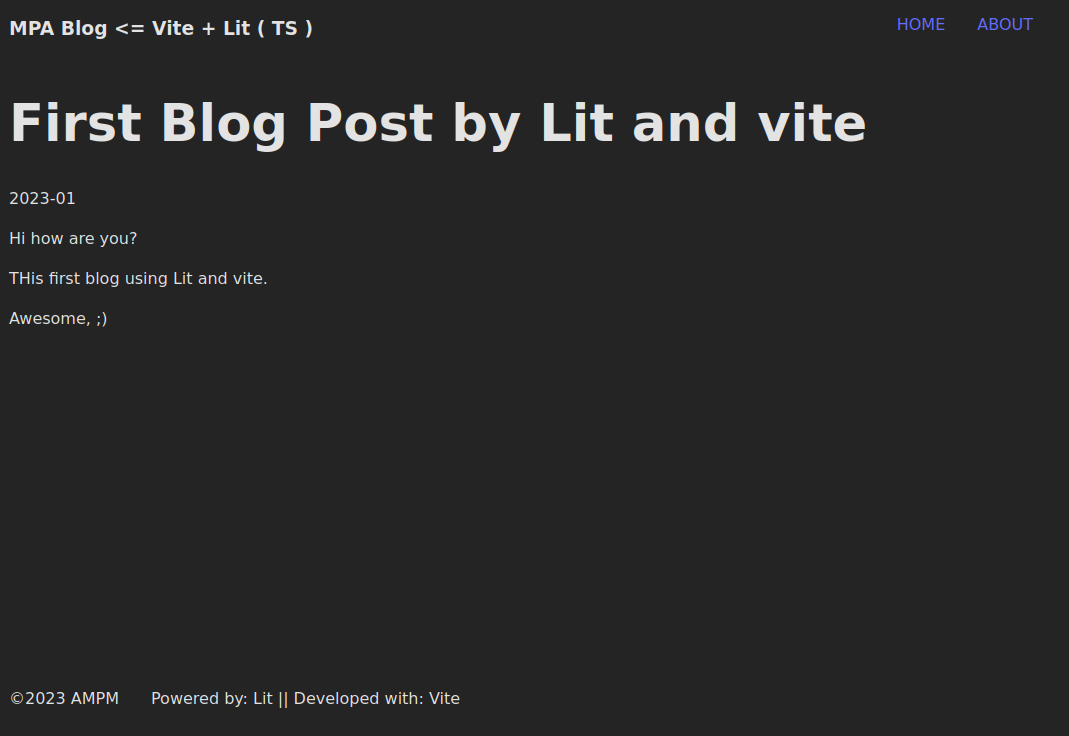 MPA Blog <= Vite + Lit ( TS )
HOME ABOUT
First Blog Post by Lit and vite
2023-01
Hi how are you?
THis first blog using Lit and vite.
Awesome, ;)
©2023 AMPM Powered by: Lit || Developed with: Vite